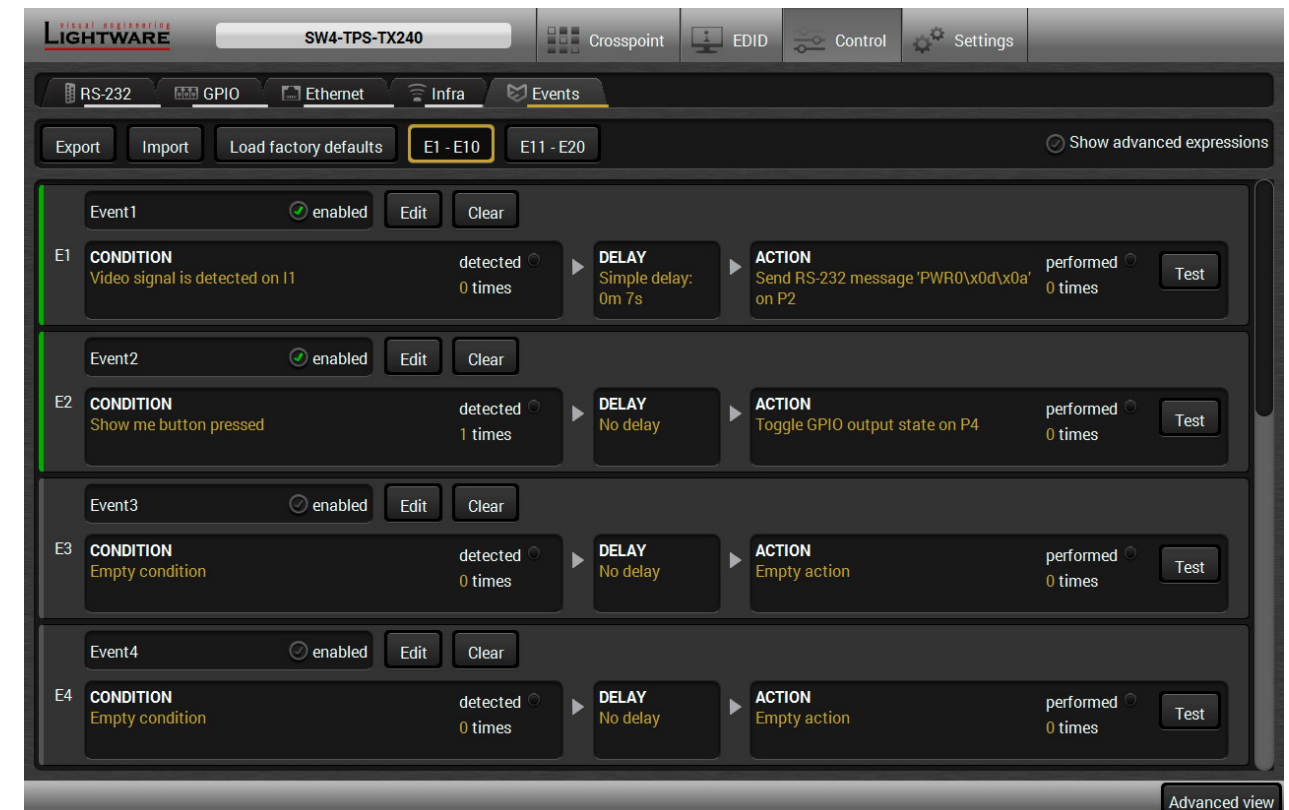 visual engineering
LIGHTWARE
SW4-TPS-TX240
Crosspoint
EDID
Control
Settings
RS-232
GPIO
Ethernet
Infra
Events
Export
Import
Load factory defaults
E1 - E10
E11 - E20
Show advanced expressions
Event1
enabled
Edit
Clear
E1
CONDITION
Video signal is detected on I1
detected
0 times
DELAY
Simple delay:
0m 7s
ACTION
Send RS-232 message 'PWR0\x0d\x0a'
on P2
performed
0 times
Test
Event2
enabled
Edit
Clear
E2
CONDITION
Show me button pressed
detected
1 times
DELAY
No delay
ACTION
Toggle GPIO output state on P4
performed
0 times
Test
Event3
enabled
Edit
Clear
E3
CONDITION
Empty condition
detected
0 times
DELAY
No delay
ACTION
Empty action
performed
0 times
Test
Event4
enabled
Edit
Clear
E4
CONDITION
Empty condition
detected
0 times
DELAY
No delay
ACTION
Empty action
performed
0 times
Test
Advanced view